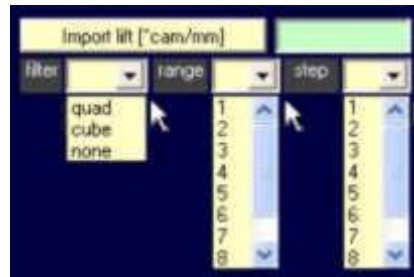 Import lift [°cam/mm]
filter range step
quad 1 1
cube 2 2
none 3 3
4 4
5 5
6 6
7 7
8 8